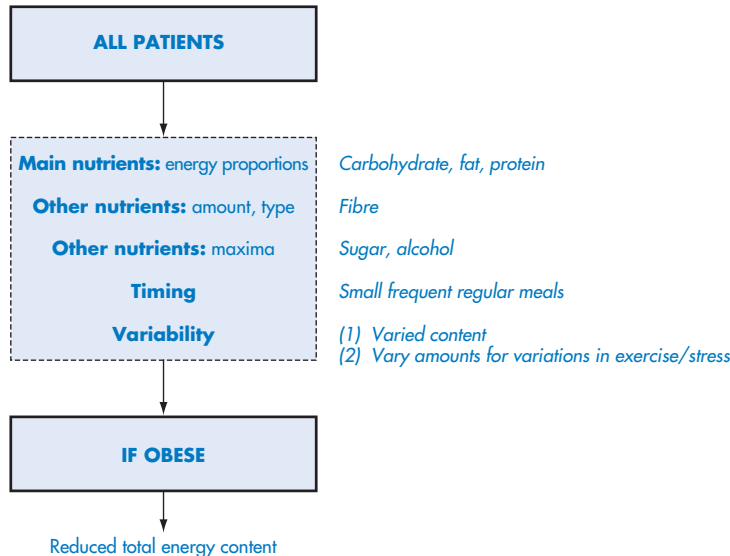 ALL PATIENTS
Main nutrients: energy proportions Carbohydrate, fat, protein
Other nutrients: amount, type Fibre
Other nutrients: maxima Sugar, alcohol
Timing Small frequent regular meals
Variability (1) Varied content
(2) Vary amounts for variations in exercise/stress
IF OBESE
Reduced total energy content